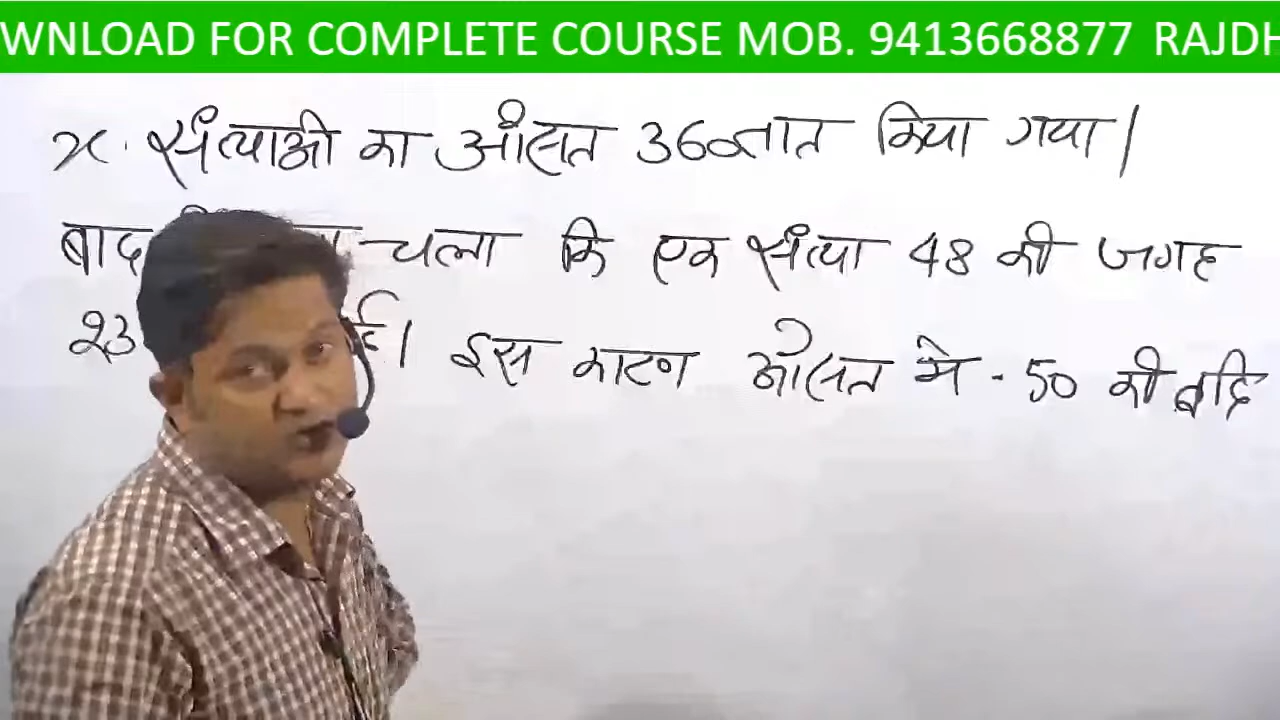 WNLOAD FOR COMPLETE COURSE MOB. 9413668877 RAJDH
x. संख्याओ का औसत 36 ज्ञात किया गया।
बाद चला कि एक संख्या 48 की जगह
23 । इस कारण औसत मे .50 की वृद्धि